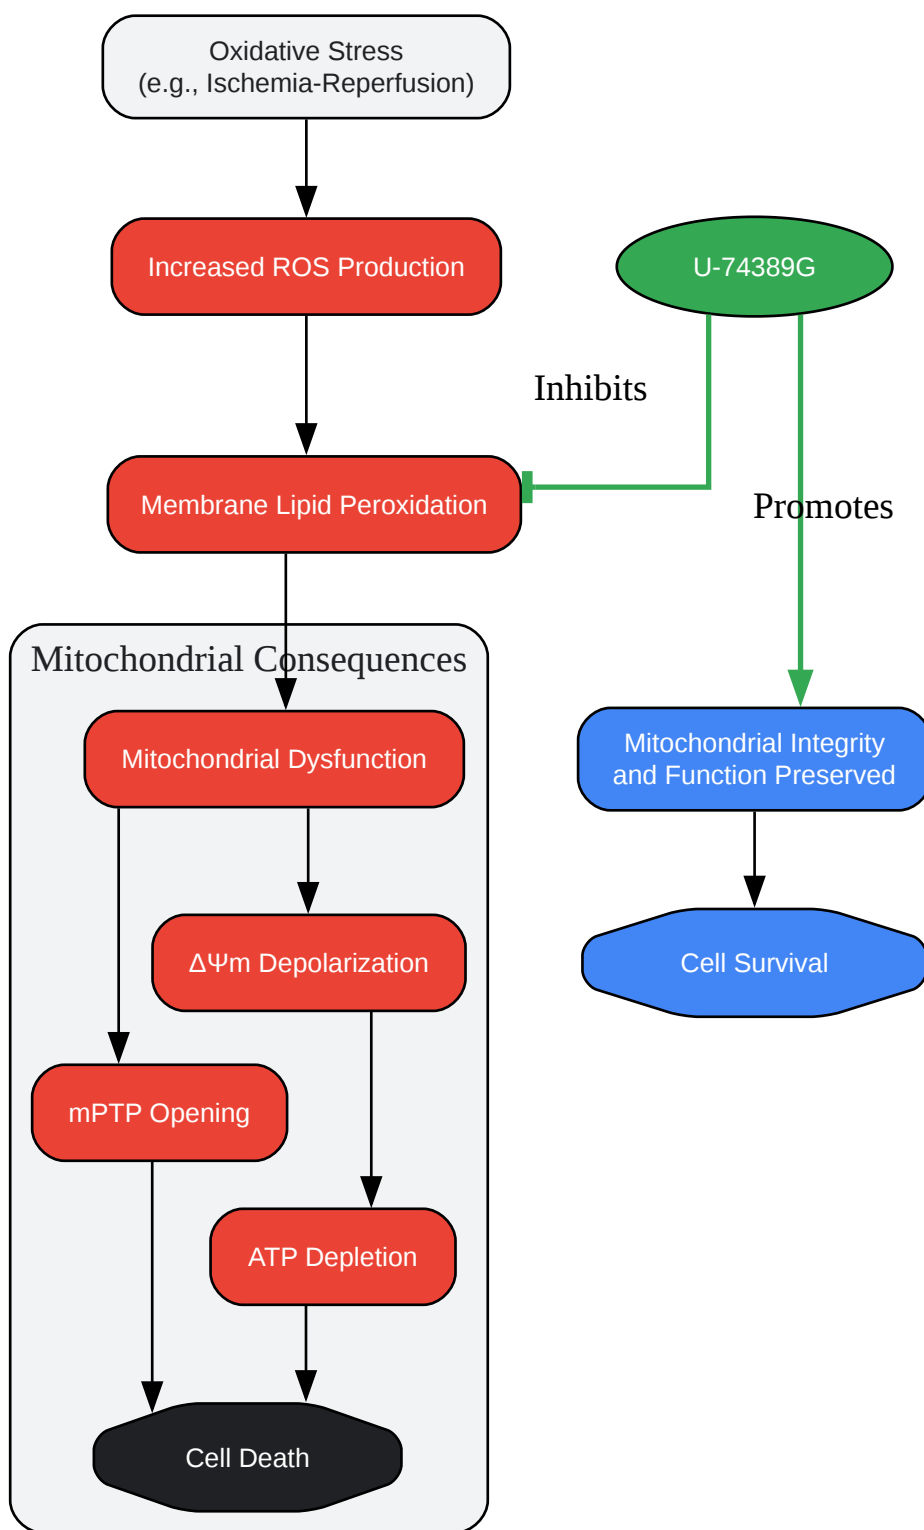 Oxidative Stress
(e.g., Ischemia-Reperfusion)
Increased ROS Production
U-74389G
Inhibits
Membrane Lipid Peroxidation
Promotes
Mitochondrial Consequences
Mitochondrial Dysfunction
Mitochondrial Integrity
and Function Preserved
ΔΨm Depolarization
Cell Survival
mPTP Opening
ATP Depletion
Cell Death